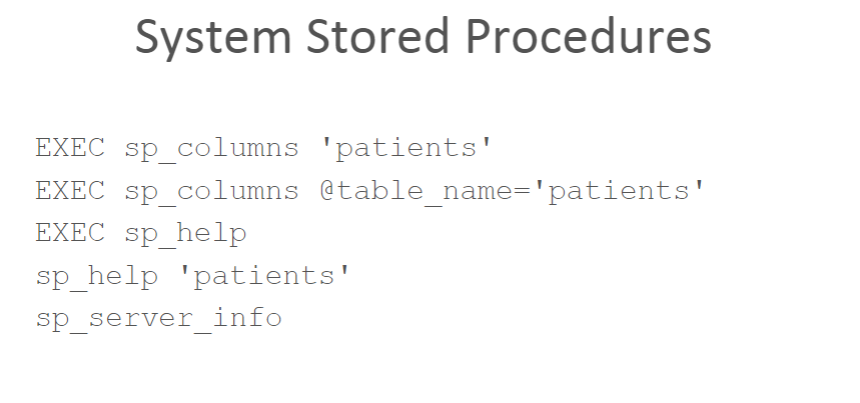 System Stored Procedures
EXEC sp_columns 'patients'
EXEC sp_columns @table_name='patients'
EXEC sp_help
sp_help 'patients'
sp_server_info